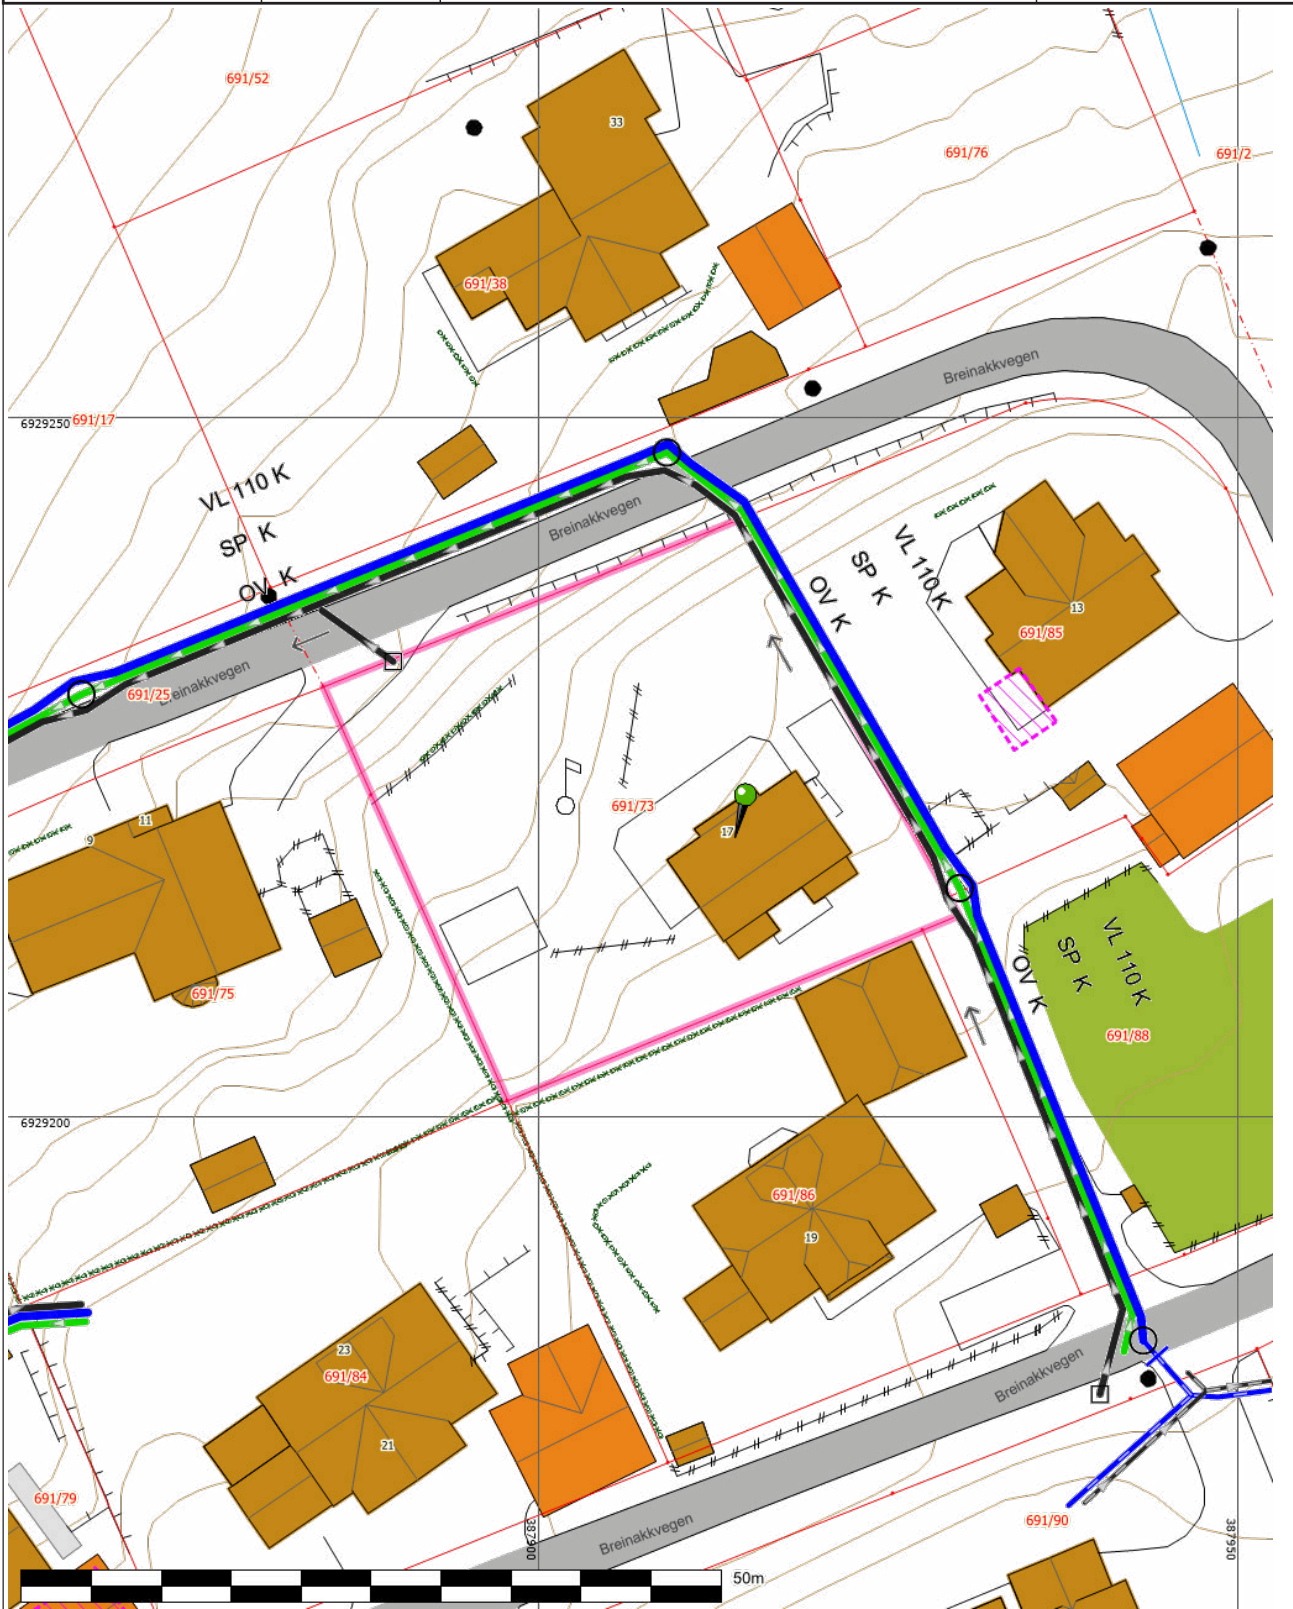 691/52
33
691/76
691/2
691/38
Breinakkvegen
6929250
691/17
VL 110 K
SP K
OV K
Breinakkvegen
VL 110 K
SP K
OV K
13
691/85
Breinakkvegen
691/25
691/73
17
11
9
691/75
VL 110 K
SP K
OV K
691/88
6929200
691/86
19
23
691/84
21
Breinakkvegen
691/79
691/90
Breinakkvegen
387900
387950
50m